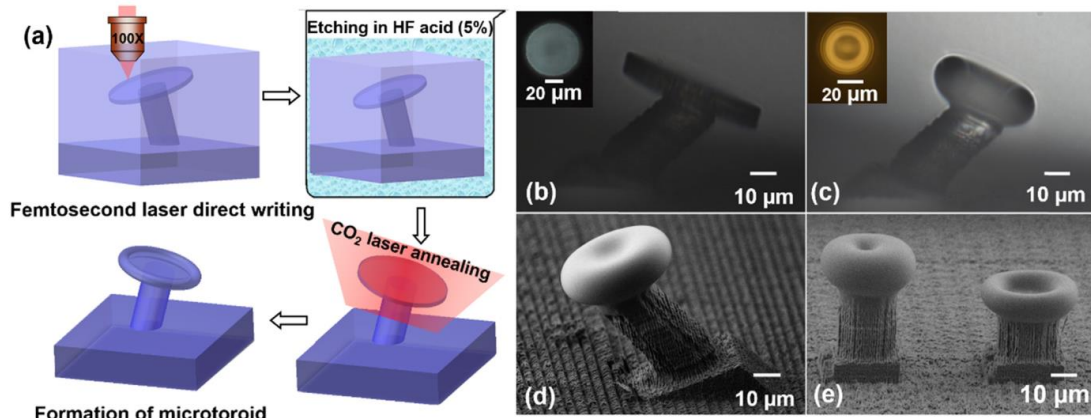 (a)
100X
Etching in HF acid (5%)
Femtosecond laser direct writing
CO₂ laser annealing
Formation of microtoroid
20 µm
10 µm
(b)
20 µm
10 µm
(c)
10 µm
(d)
10 µm
(e)